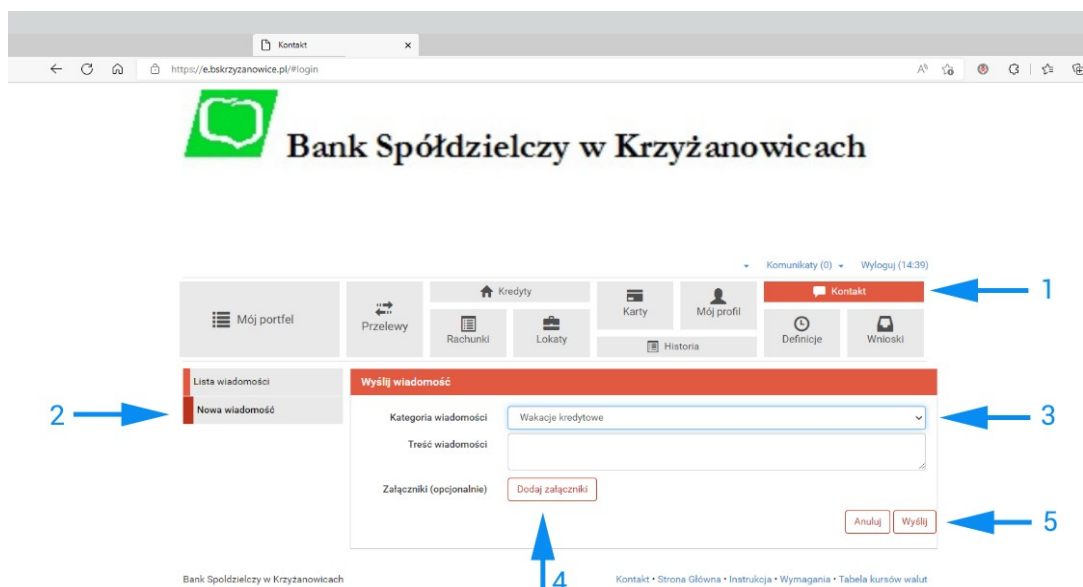 Kontakt
https://e.bskrzyzanowice.pl/#login
Bank Spółdzielczy w Krzyżanowicach
Komunikaty (0) Wyloguj (14:39)
Mój portfel
Przelewy
Kredyty
Rachunki
Lokaty
Karty
Mój profil
Historia
Kontakt
Definicje
Wnioski
1
Lista wiadomości
Nowa wiadomość
2
Wyślij wiadomość
Kategoria wiadomości Wakacje kredytowe
3
Treść wiadomości
Załączniki (opcjonalnie) Dodaj załączniki
4
Anuluj Wyślij
5
Bank Spoldzielczy w Krzyżanowicach
Kontakt • Strona Główna • Instrukcja • Wymagania • Tabela kursów walut